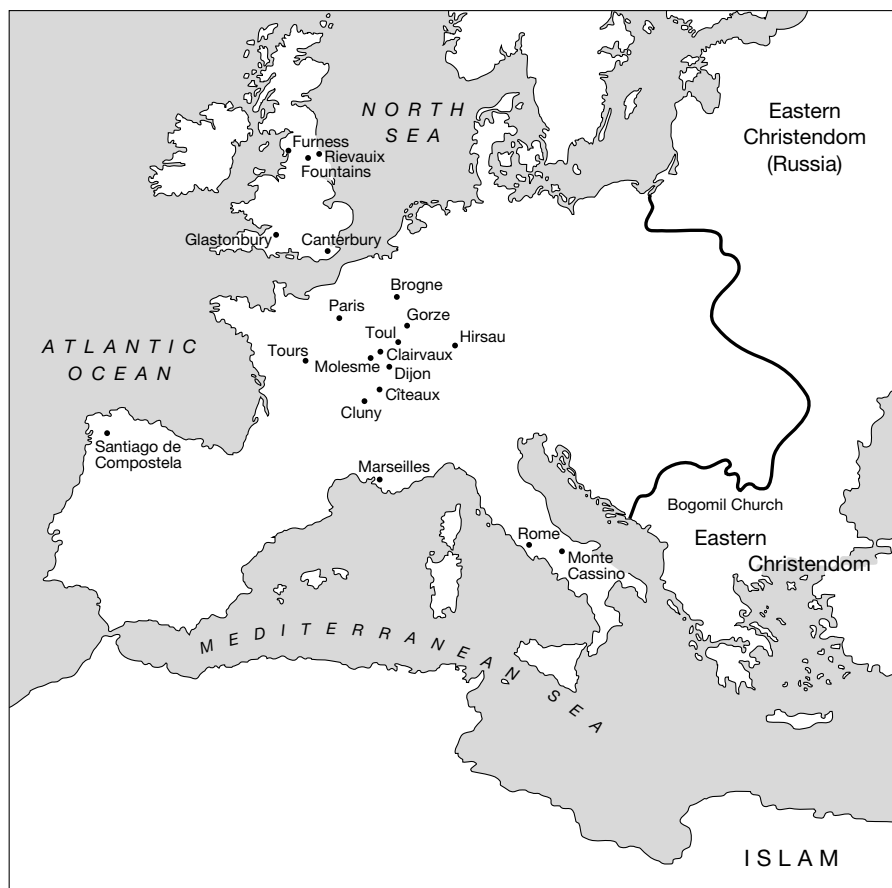 NORTH
SEA
Eastern
Christendom
(Russia)
Furness
Rievauix
Fountains
Glastonbury
Canterbury
Brogne
Paris
Gorze
Toul
Hirsau
ATLANTIC
OCEAN
Tours
Clairvaux
Molesme
Dijon
Cîteaux
Cluny
Santiago de
Compostela
Marseilles
Bogomil Church
Rome
Monte
Cassino
Eastern
Christendom
MEDITERRANEAN SEA
ISLAM